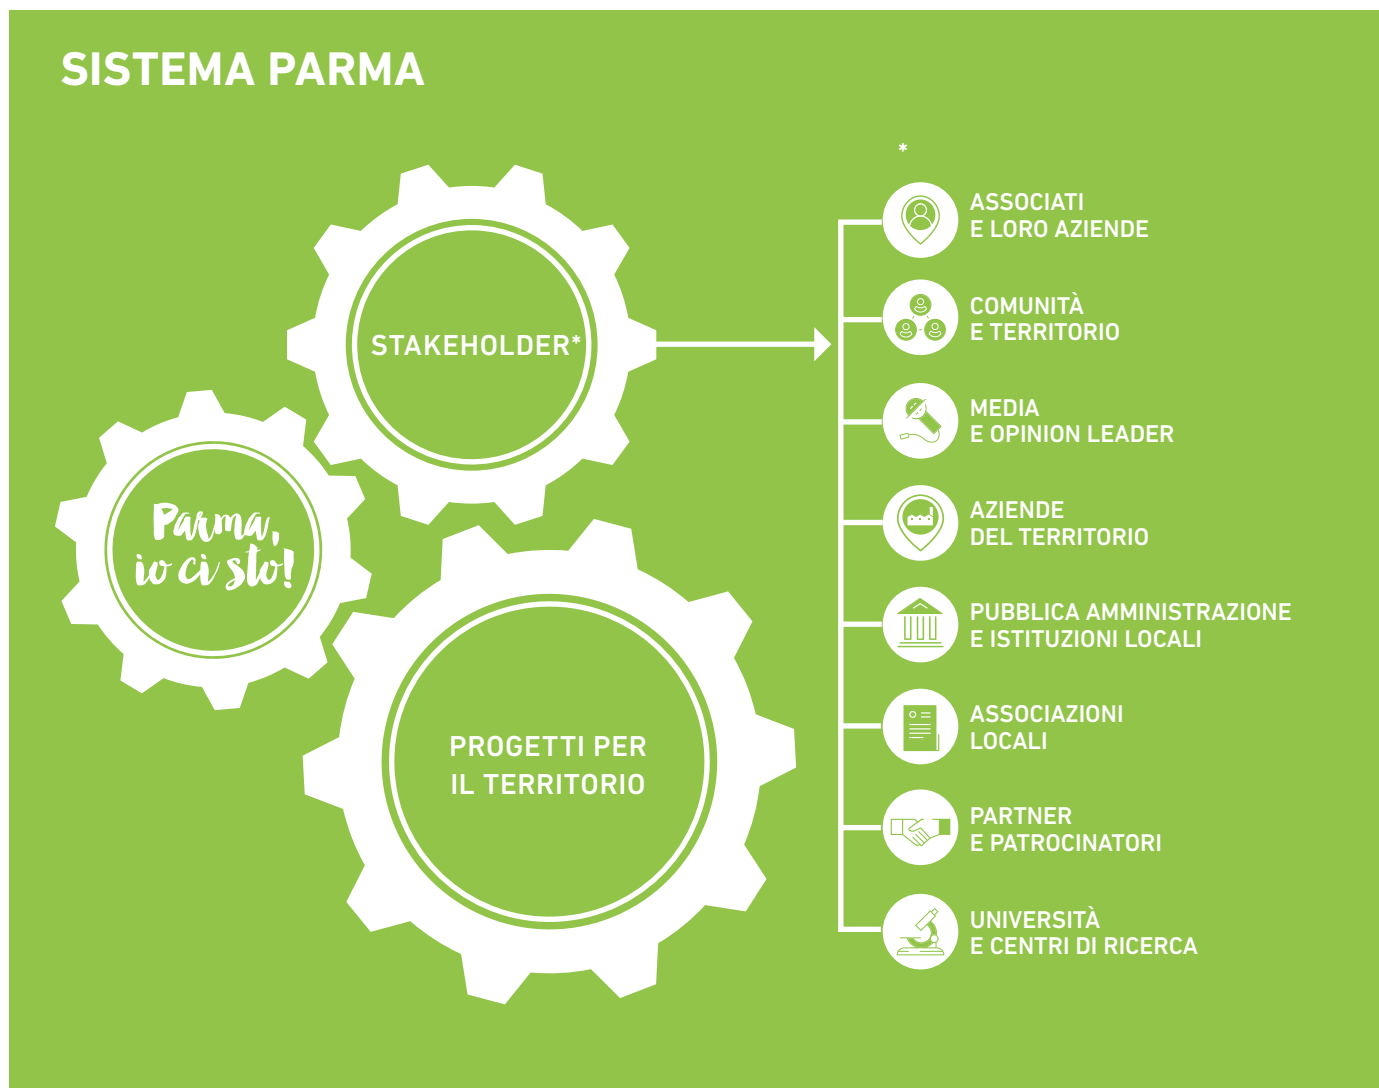 SISTEMA PARMA
STAKEHOLDER*
Parma,
io ci sto!
PROGETTI PER
IL TERRITORIO
*
ASSOCIATI
E LORO AZIENDE
COMUNITÀ
E TERRITORIO
MEDIA
E OPINION LEADER
AZIENDE
DEL TERRITORIO
PUBBLICA AMMINISTRAZIONE
E ISTITUZIONI LOCALI
ASSOCIAZIONI
LOCALI
PARTNER
E PATROCINATORI
UNIVERSITÀ
E CENTRI DI RICERCA